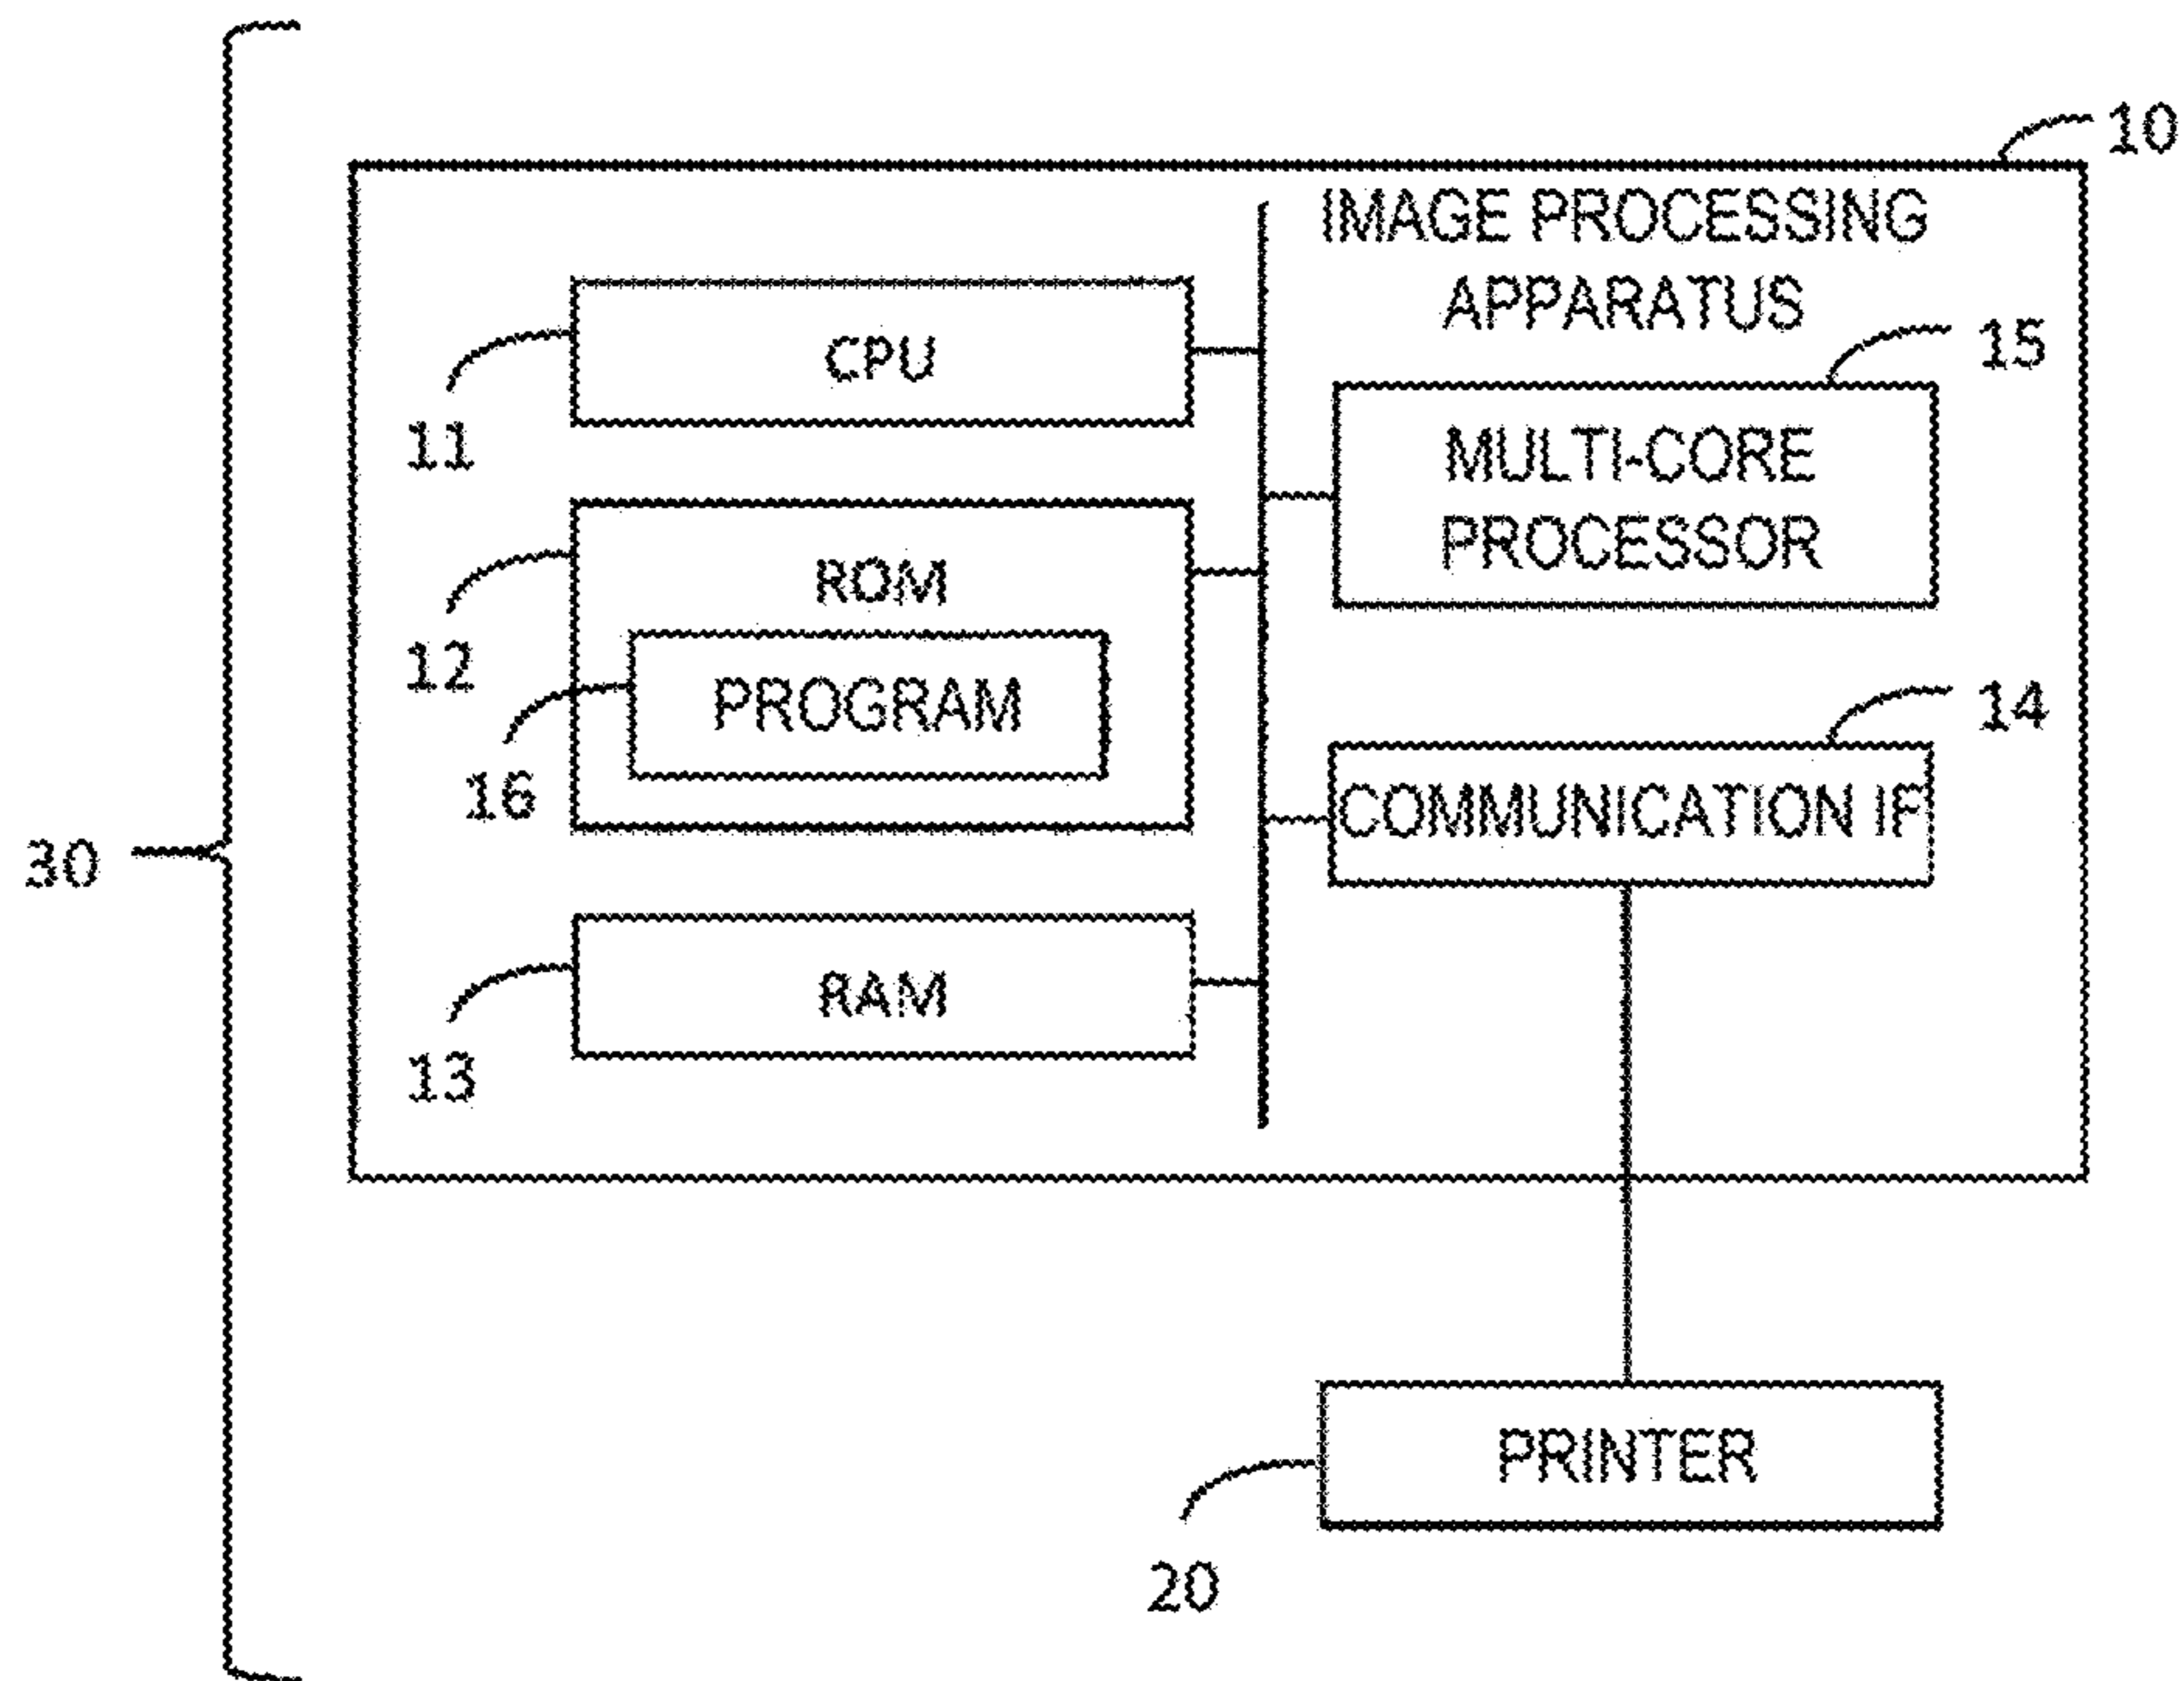 10
IMAGE PROCESSING
APPARATUS
15
CPU
11
MULTI-CORE
PROCESSOR
ROM
12
PROGRAM
16
14
COMMUNICATION IF
30
RAM
13
PRINTER
20